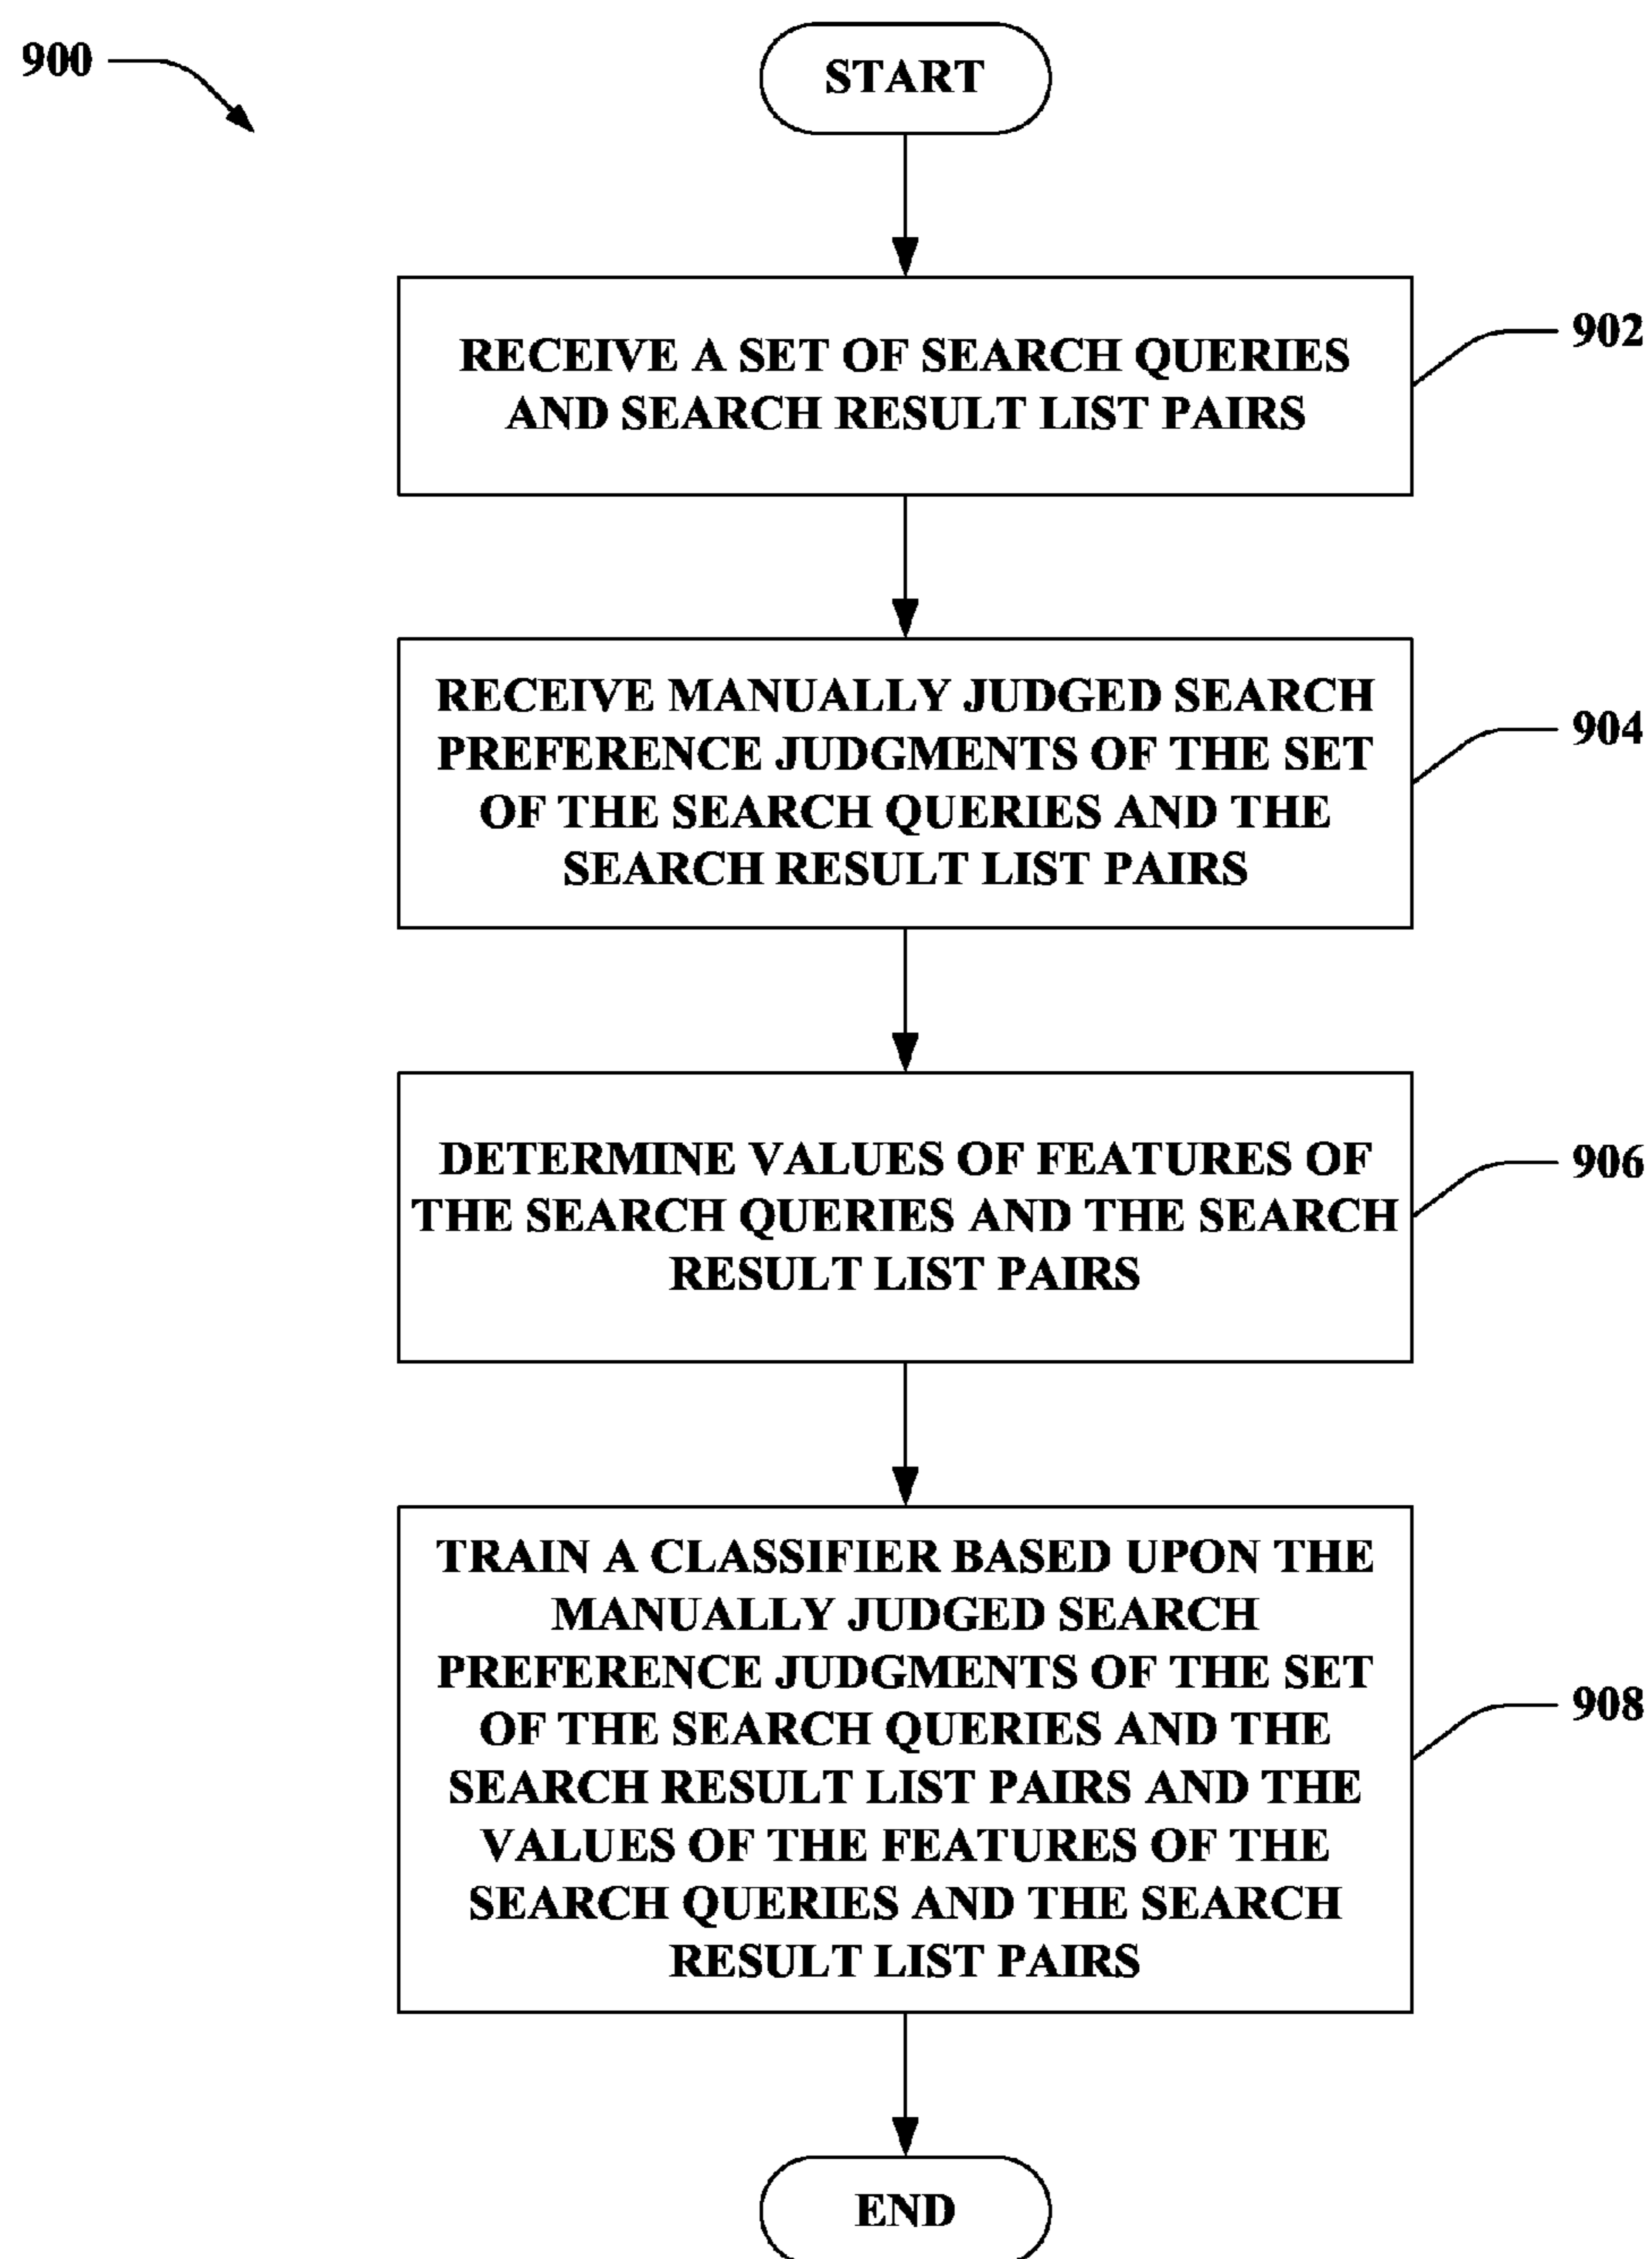 900
START
RECEIVE A SET OF SEARCH QUERIES
AND SEARCH RESULT LIST PAIRS
902
RECEIVE MANUALLY JUDGED SEARCH
PREFERENCE JUDGMENTS OF THE SET
OF THE SEARCH QUERIES AND THE
SEARCH RESULT LIST PAIRS
904
DETERMINE VALUES OF FEATURES OF
THE SEARCH QUERIES AND THE SEARCH
RESULT LIST PAIRS
906
TRAIN A CLASSIFIER BASED UPON THE
MANUALLY JUDGED SEARCH
PREFERENCE JUDGMENTS OF THE SET
OF THE SEARCH QUERIES AND THE
SEARCH RESULT LIST PAIRS AND THE
VALUES OF THE FEATURES OF THE
SEARCH QUERIES AND THE SEARCH
RESULT LIST PAIRS
908
END